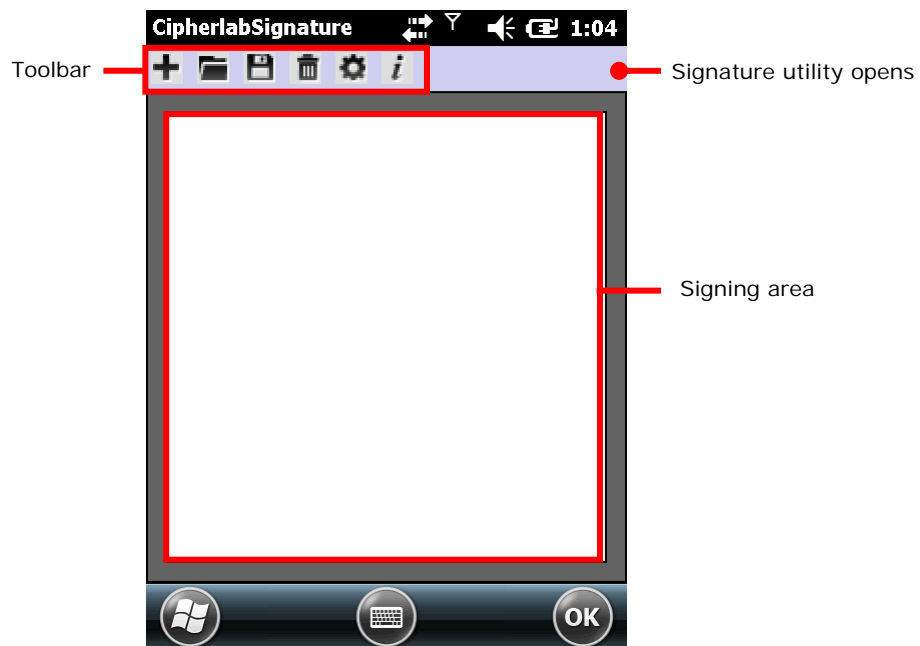 CipherlabSignature 1:04
Toolbar
i
Signature utility opens
Signing area
OK